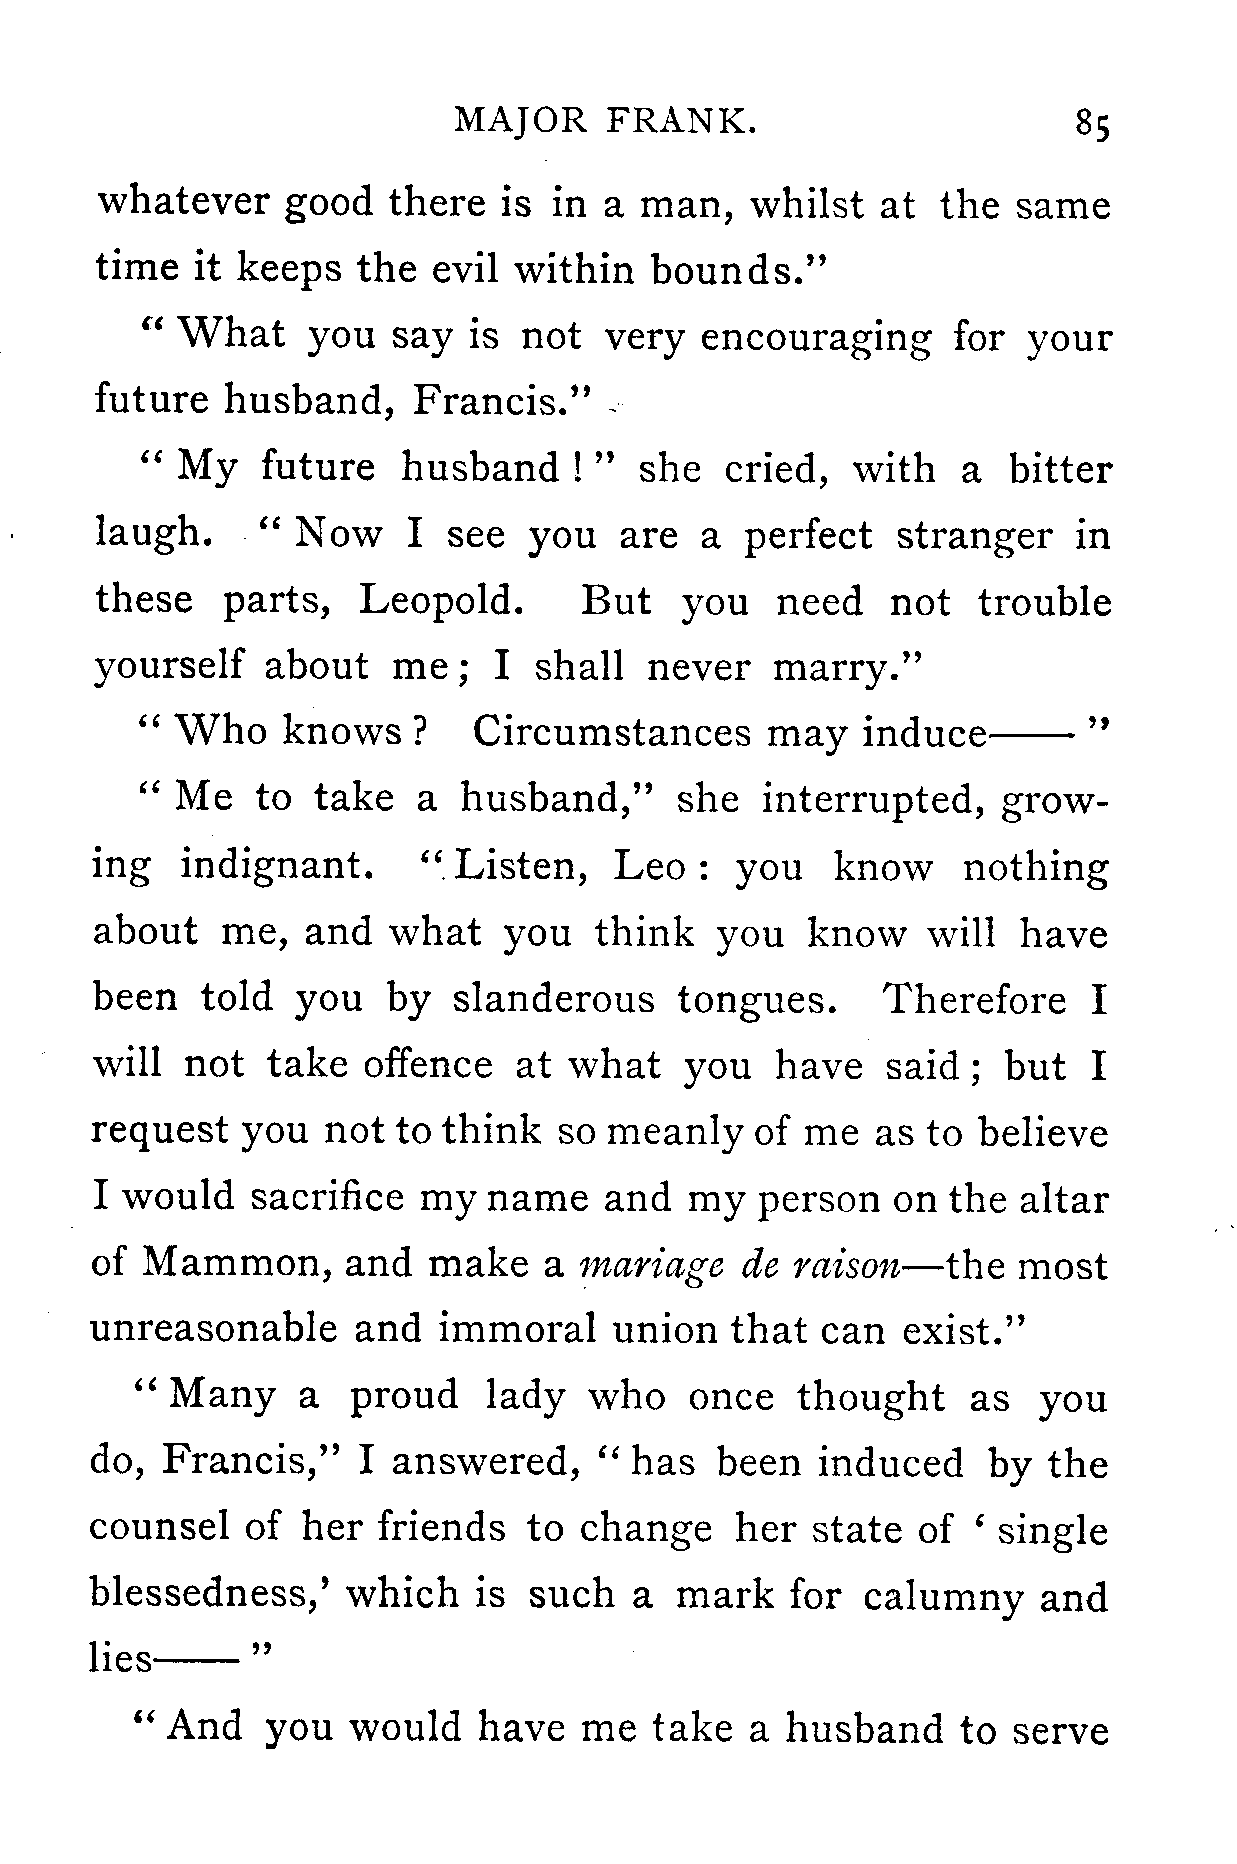 MAJOR FRANK. 85
whatever good there is in a man, whilst at the same
time it keeps the evil within bounds.”
“ What you say is not very encouraging for your
future husband, Francis.”
“ My future husband ! ” she cried, with a bitter
laugh. “ Now I see you are a perfect stranger in
these parts, Leopold. But you need not trouble
yourself about me ; I shall never marry.”
“ Who knows ? Circumstances may induce—— ”
“ Me to take a husband,” she interrupted, grow-
ing indignant. “ Listen, Leo : you know nothing
about me, and what you think you know will have
been told you by slanderous tongues. Therefore I
will not take offence at what you have said ; but I
request you not to think so meanly of me as to believe
I would sacrifice my name and my person on the altar
of Mammon, and make a mariage de raison—the most
unreasonable and immoral union that can exist.”
“ Many a proud lady who once thought as you
do, Francis,” I answered, “ has been induced by the
counsel of her friends to change her state of ‘ single
blessedness,’ which is such a mark for calumny and
lies—— ”
“ And you would have me take a husband to serve